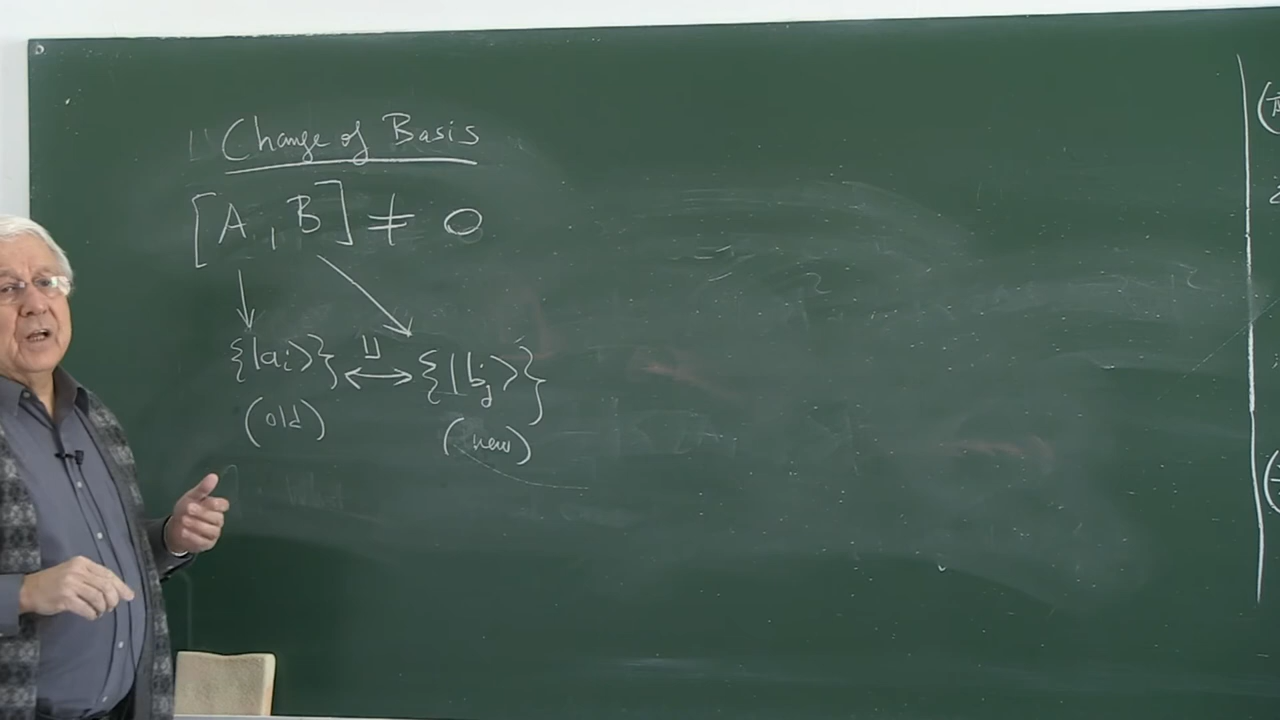 Change of Basis
[A, B] ≠ 0
{|aᵢ>} U ↔ {|bⱼ>}
(old) (new)